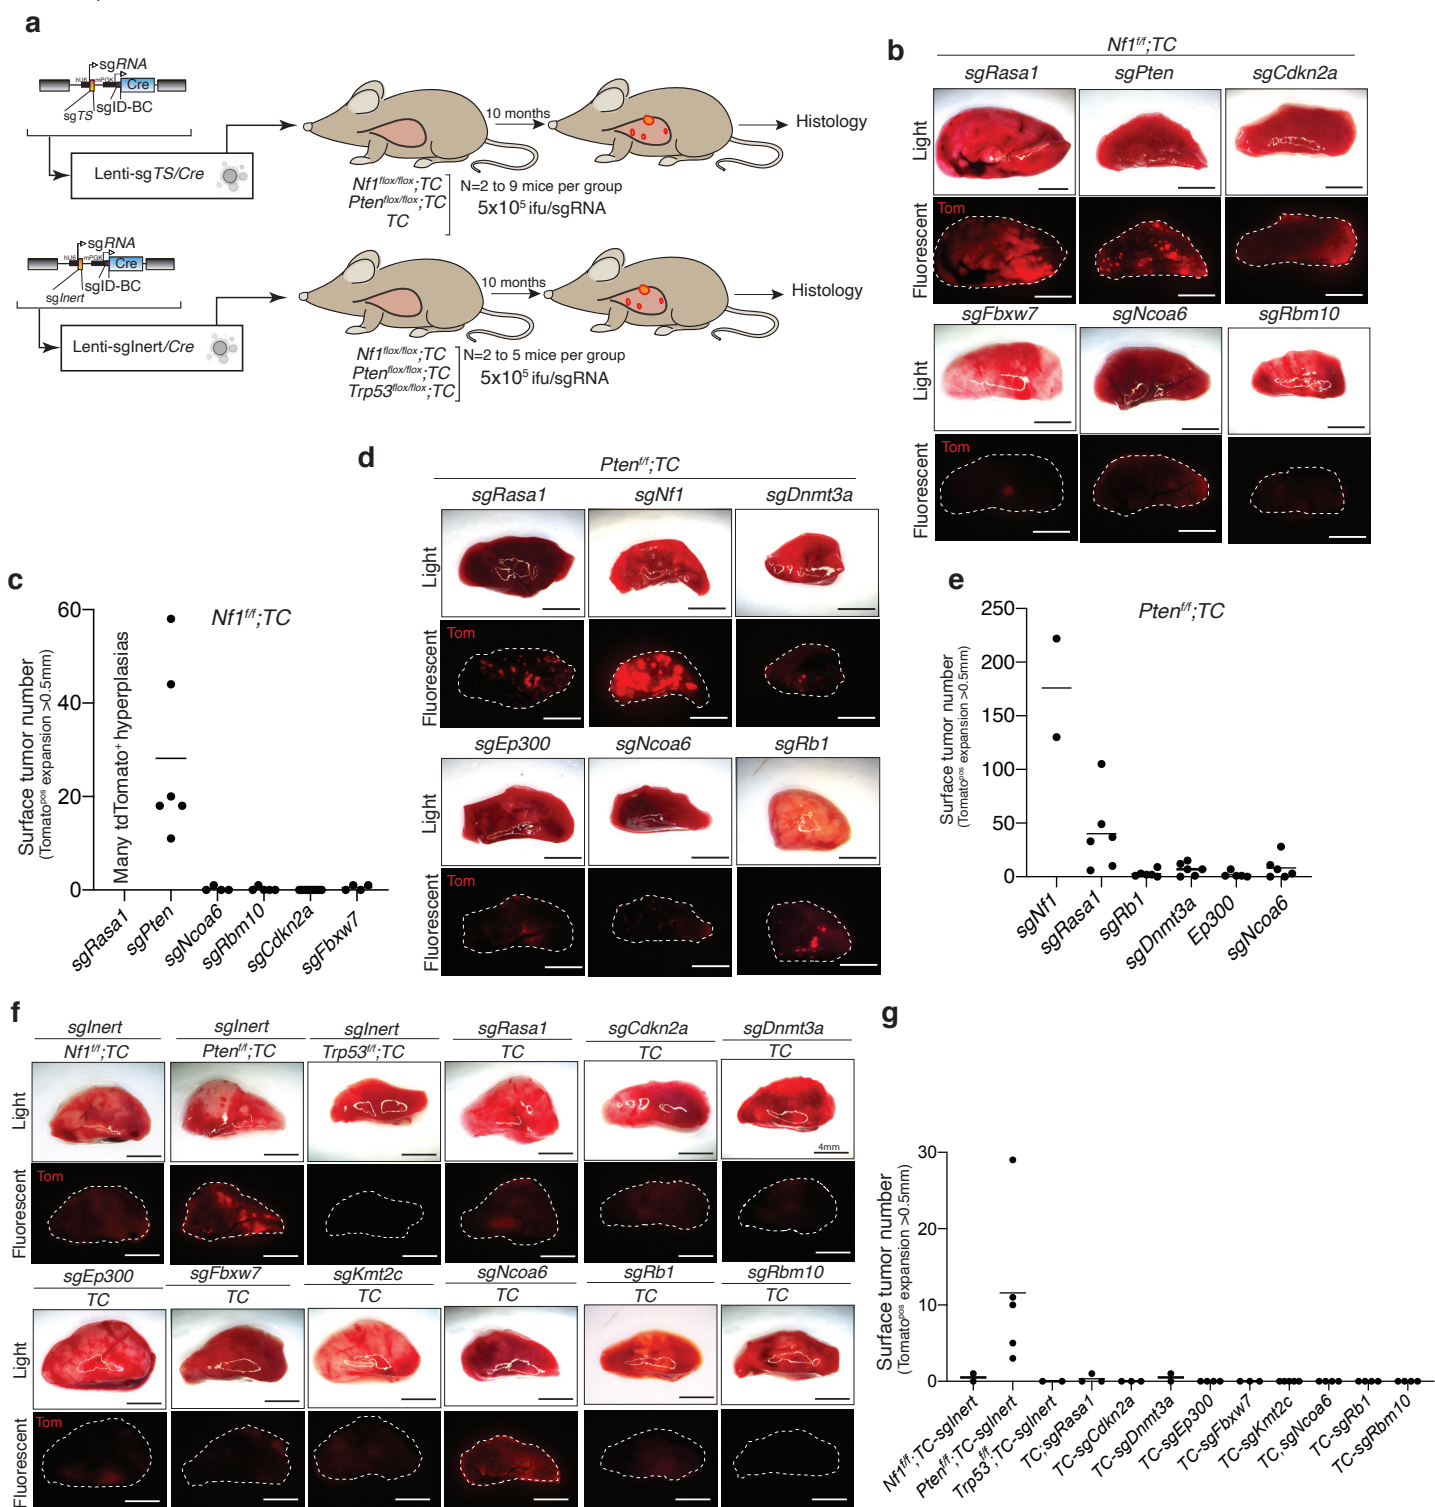 a
sgRNA
hU6 mPGK
Cre
sgID-BC
sgTS
Lenti-sgTS/Cre
10 months
Histology
Nf1flox/flox;TC
Ptenflox/flox;TC
TC
N=2 to 9 mice per group
5x10⁵ ifu/sgRNA
sgRNA
hU6 mPGK
Cre
sgID-BC
sgInert
Lenti-sgInert/Cre
10 months
Histology
Nf1flox/flox;TC
Ptenflox/flox;TC
Trp53flox/flox;TC
N=2 to 5 mice per group
5x10⁵ ifu/sgRNA
b
Nf1f/f;TC
sgRasa1 sgPten sgCdkn2a
Light
Fluorescent
Tom
sgFbxw7 sgNcoa6 sgRbm10
Light
Fluorescent
Tom
c
Nf1f/f;TC
Surface tumor number
(Tomatopos expansion >0.5mm)
60
40
20
0
Many tdTomato⁺ hyperplasias
sgRasa1
sgPten
sgNcoa6
sgRbm10
sgCdkn2a
sgFbxw7
d
Ptenf/f;TC
sgRasa1 sgNf1 sgDnmt3a
Light
Fluorescent
Tom
sgEp300 sgNcoa6 sgRb1
Light
Fluorescent
Tom
e
Ptenf/f;TC
Surface tumor number
(Tomatopos expansion >0.5mm)
250
200
150
100
50
0
sgNf1
sgRasa1
sgRb1
sgDnmt3a
Ep300
sgNcoa6
f
sgInert sgInert sgInert sgRasa1 sgCdkn2a sgDnmt3a
Nf1f/f;TC Ptenf/f;TC Trp53f/f;TC TC TC TC
Light
4mm
Fluorescent
Tom
sgEp300 sgFbxw7 sgKmt2c sgNcoa6 sgRb1 sgRbm10
TC TC TC TC TC TC
Light
Fluorescent
Tom
g
Surface tumor number
(Tomatopos expansion >0.5mm)
30
20
10
0
Nf1f/f;TC-sgInert
Ptenf/f;TC-sgInert
Trp53f/f;TC-sgInert
TC;sgRasa1
TC-sgCdkn2a
TC-sgDnmt3a
TC-sgEp300
TC-sgFbxw7
TC-sgKmt2c
TC,sgNcoa6
TC-sgRb1
TC-sgRbm10